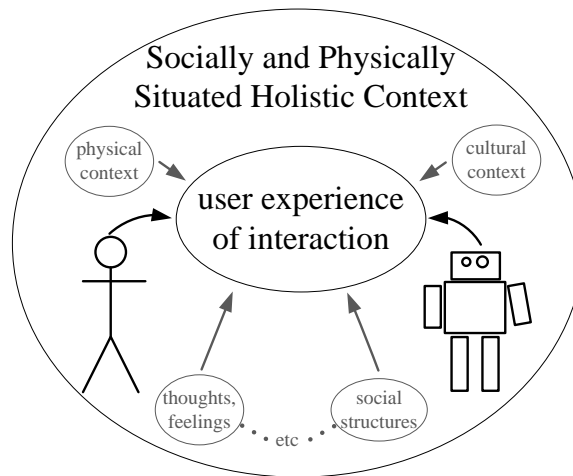 Socially and Physically
Situated Holistic Context
physical
context
cultural
context
user experience
of interaction
thoughts,
feelings
social
structures
etc